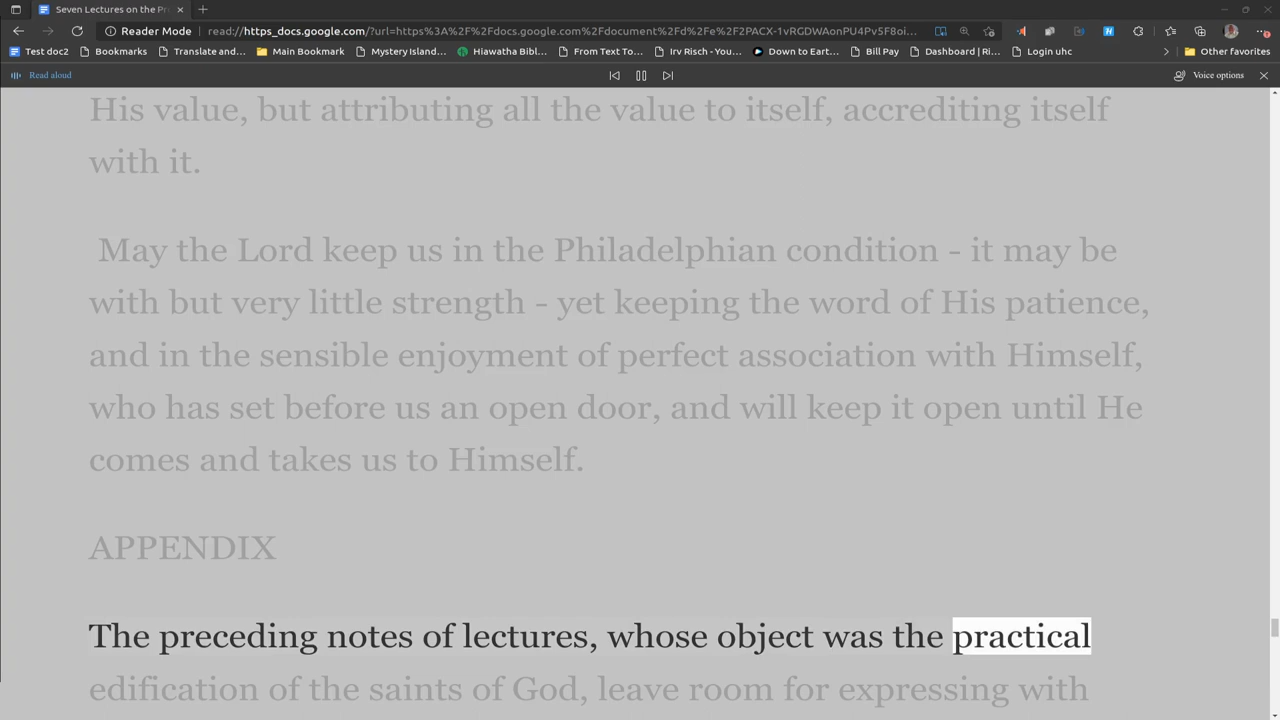 Seven Lectures on the Pr
Reader Mode
read://https_docs.google.com/?url=https%3A%2F%2Fdocs.google.com%2Fdocument%2Fd%2Fe%2F2PACX-1vRGDWAonPU4Pv5F8oi...
Test doc2
Bookmarks
Translate and...
Main Bookmark
Mystery Island...
Hiawatha Bibl...
From Text To...
Irv Risch - You...
Down to Eart...
Bill Pay
Dashboard | Ri...
Login uhc
Other favorites
Read aloud
Voice options
His value, but attributing all the value to itself, accrediting itself
with it.
May the Lord keep us in the Philadelphian condition - it may be
with but very little strength - yet keeping the word of His patience,
and in the sensible enjoyment of perfect association with Himself,
who has set before us an open door, and will keep it open until He
comes and takes us to Himself.
APPENDIX
The preceding notes of lectures, whose object was the practical
edification of the saints of God, leave room for expressing with